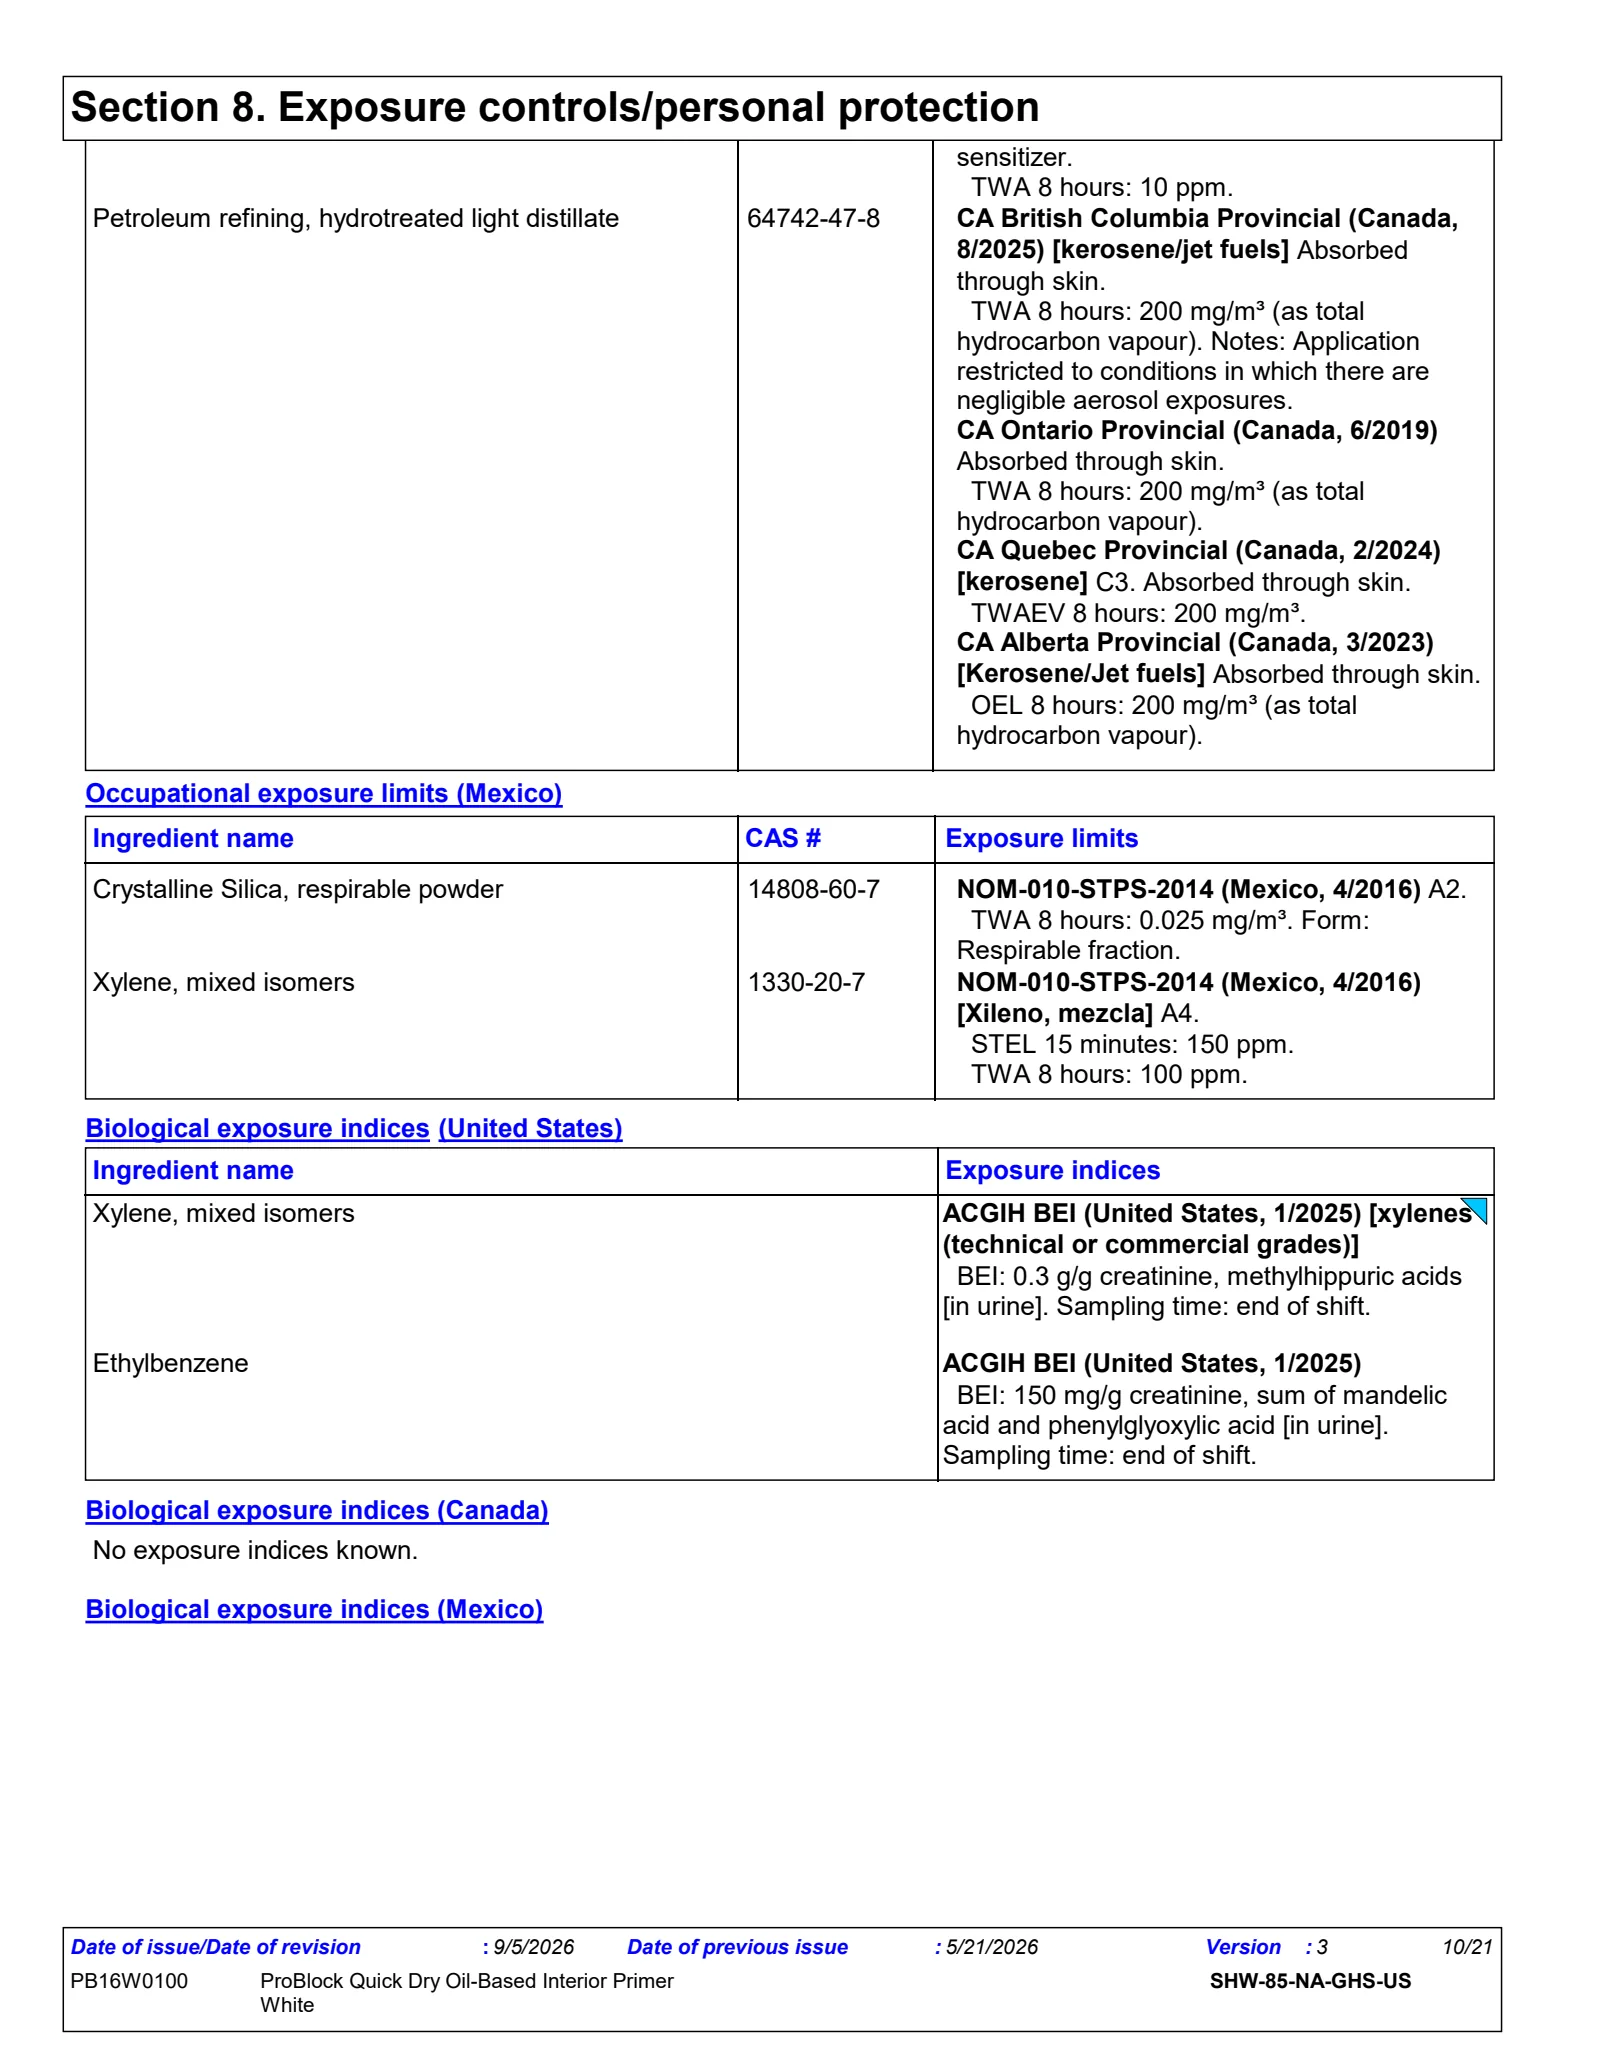 Section 8. Exposure controls/personal protection
sensitizer.
TWA 8 hours: 10 ppm.
Petroleum refining, hydrotreated light distillate 64742-47-8 CA British Columbia Provincial (Canada,
8/2025) [kerosene/jet fuels] Absorbed
through skin.
TWA 8 hours: 200 mg/m³ (as total
hydrocarbon vapour). Notes: Application
restricted to conditions in which there are
negligible aerosol exposures.
CA Ontario Provincial (Canada, 6/2019)
Absorbed through skin.
TWA 8 hours: 200 mg/m³ (as total
hydrocarbon vapour).
CA Quebec Provincial (Canada, 2/2024)
[kerosene] C3. Absorbed through skin.
TWAEV 8 hours: 200 mg/m³.
CA Alberta Provincial (Canada, 3/2023)
[Kerosene/Jet fuels] Absorbed through skin.
OEL 8 hours: 200 mg/m³ (as total
hydrocarbon vapour).
Occupational exposure limits (Mexico)
Ingredient name CAS # Exposure limits
Crystalline Silica, respirable powder 14808-60-7 NOM-010-STPS-2014 (Mexico, 4/2016) A2.
TWA 8 hours: 0.025 mg/m³. Form:
Respirable fraction.
Xylene, mixed isomers 1330-20-7 NOM-010-STPS-2014 (Mexico, 4/2016)
[Xileno, mezcla] A4.
STEL 15 minutes: 150 ppm.
TWA 8 hours: 100 ppm.
Biological exposure indices (United States)
Ingredient name Exposure indices
Xylene, mixed isomers ACGIH BEI (United States, 1/2025) [xylenes
(technical or commercial grades)]
BEI: 0.3 g/g creatinine, methylhippuric acids
[in urine]. Sampling time: end of shift.
Ethylbenzene ACGIH BEI (United States, 1/2025)
BEI: 150 mg/g creatinine, sum of mandelic
acid and phenylglyoxylic acid [in urine].
Sampling time: end of shift.
Biological exposure indices (Canada)
No exposure indices known.
Biological exposure indices (Mexico)
Date of issue/Date of revision : 9/5/2026 Date of previous issue : 5/21/2026 Version : 3 10/21
PB16W0100 ProBlock Quick Dry Oil-Based Interior Primer SHW-85-NA-GHS-US
White